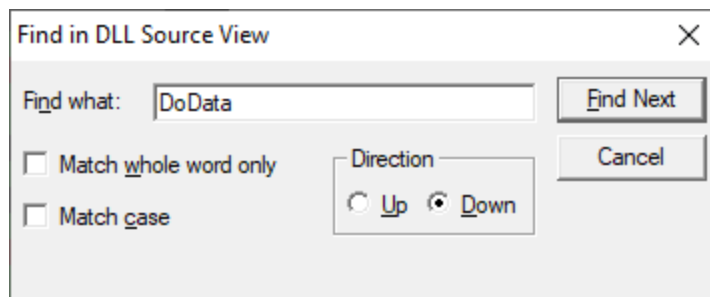 Find in DLL Source View
Find what: DoData Find Next
Match whole word only Direction Cancel
Up Down
Match case